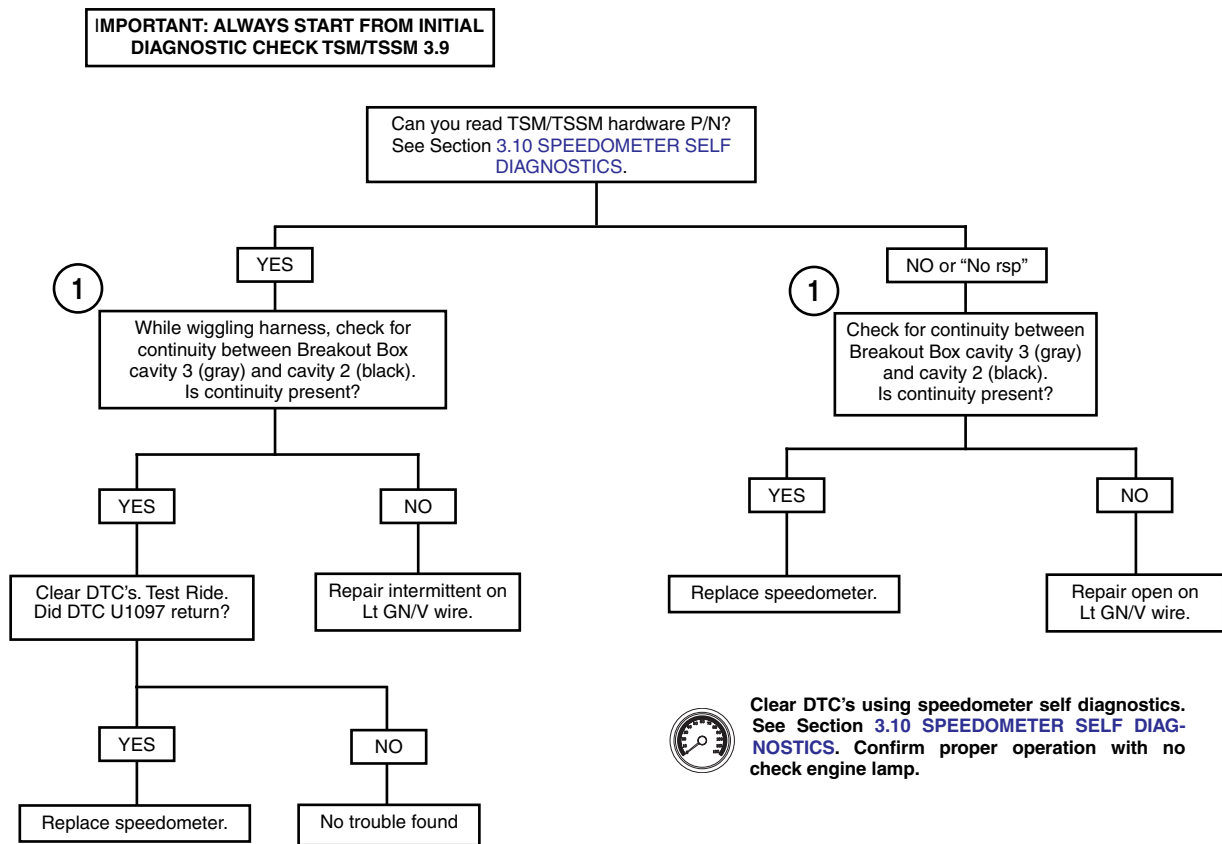 IMPORTANT: ALWAYS START FROM INITIAL
DIAGNOSTIC CHECK TSM/TSSM 3.9
Can you read TSM/TSSM hardware P/N?
See Section 3.10 SPEEDOMETER SELF
DIAGNOSTICS.
YES
NO or “No rsp”
1
While wiggling harness, check for
continuity between Breakout Box
cavity 3 (gray) and cavity 2 (black).
Is continuity present?
1
Check for continuity between
Breakout Box cavity 3 (gray)
and cavity 2 (black).
Is continuity present?
YES
NO
YES
NO
Clear DTC's. Test Ride.
Did DTC U1097 return?
Repair intermittent on
Lt GN/V wire.
Replace speedometer.
Repair open on
Lt GN/V wire.
YES
NO
Replace speedometer.
No trouble found
Clear DTC's using speedometer self diagnostics.
See Section 3.10 SPEEDOMETER SELF DIAG-
NOSTICS. Confirm proper operation with no
check engine lamp.